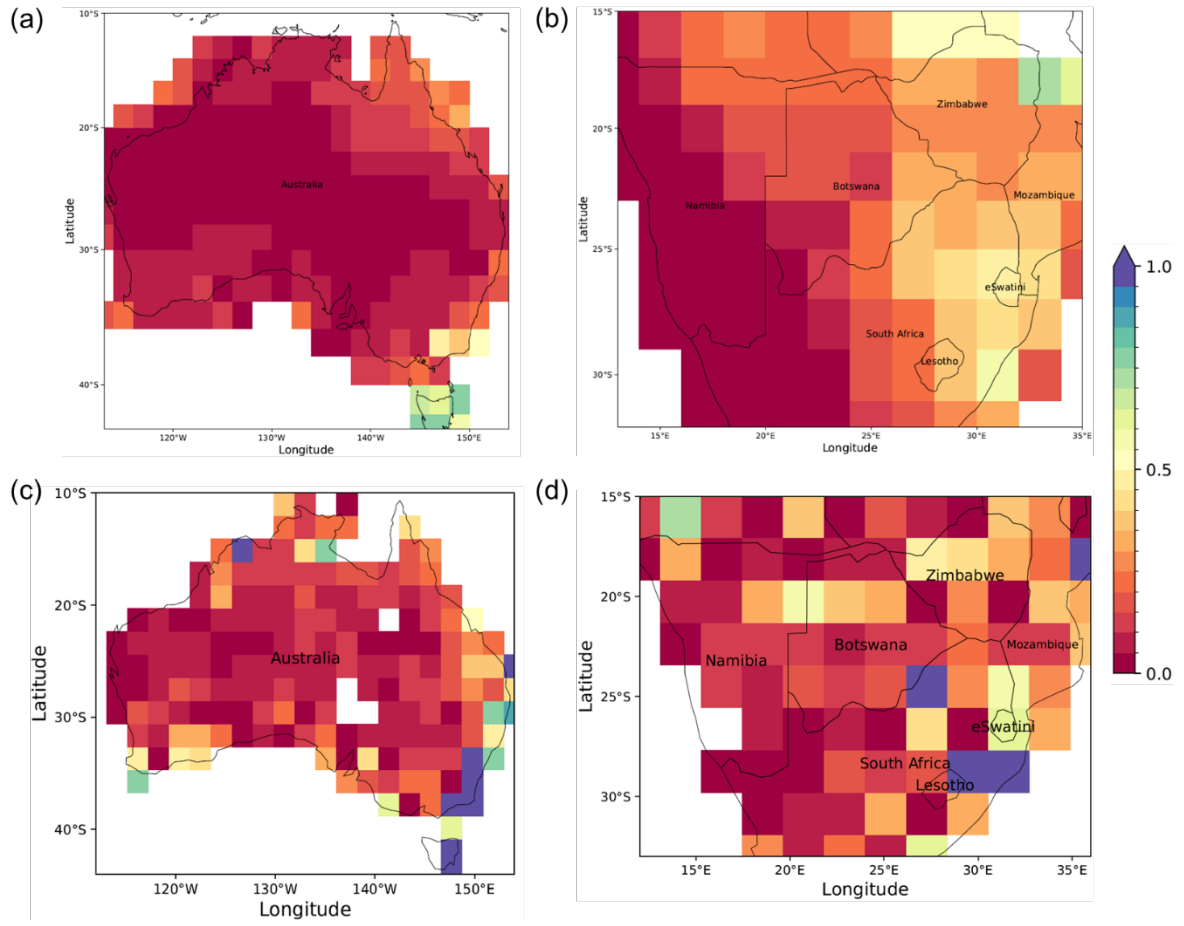 (a)
10°S
20°S
30°S
40°S
Latitude
Australia
120°W
130°W
140°W
150°E
Longitude
(b)
15°S
20°S
25°S
30°S
Latitude
Zimbabwe
Botswana
Mozambique
Namibia
eSwatini
South Africa
Lesotho
15°E
20°E
25°E
30°E
35°E
Longitude
1.0
0.5
0.0
(c)
10°S
20°S
30°S
40°S
Latitude
Australia
120°W
130°W
140°W
150°E
Longitude
(d)
15°S
20°S
25°S
30°S
Latitude
Zimbabwe
Botswana
Mozambique
Namibia
eSwatini
South Africa
Lesotho
15°E
20°E
25°E
30°E
35°E
Longitude